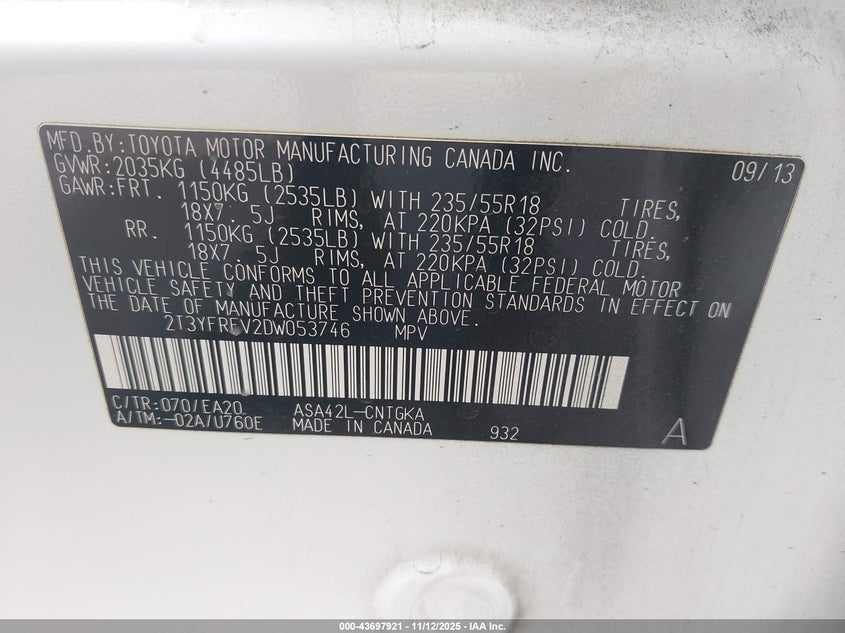 MFD.BY:TOYOTA MOTOR MANUFACTURING CANADA INC. 09/13
GVWR:2035KG (4485LB)
GAWR:FRT. 1150KG (2535LB) WITH 235/55R18 TIRES,
18X7. 5J RIMS, AT 220KPA (32PSI) COLD.
RR. 1150KG (2535LB) WITH 235/55R18 TIRES,
18X7. 5J RIMS, AT 220KPA (32PSI) COLD.
THIS VEHICLE CONFORMS TO ALL APPLICABLE FEDERAL MOTOR
VEHICLE SAFETY AND THEFT PREVENTION STANDARDS IN EFFECT ON
THE DATE OF MANUFACTURE SHOWN ABOVE.
2T3YFREV2DW053746 MPV
C/TR:070/EA20 ASA42L-CNTGKA
A/TM:-02A/U760E MADE IN CANADA 932 A
000-43697921 - 11/12/2025 - IAA Inc.